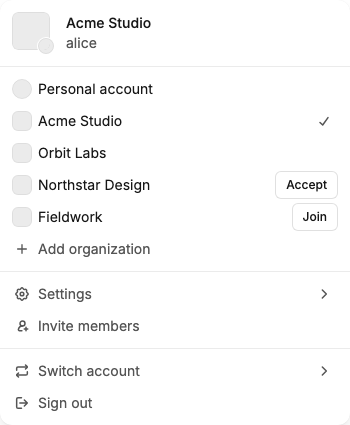 Acme Studio
alice
Personal account
Acme Studio
Orbit Labs
Northstar Design Accept
Fieldwork Join
Add organization
Settings
Invite members
Switch account
Sign out